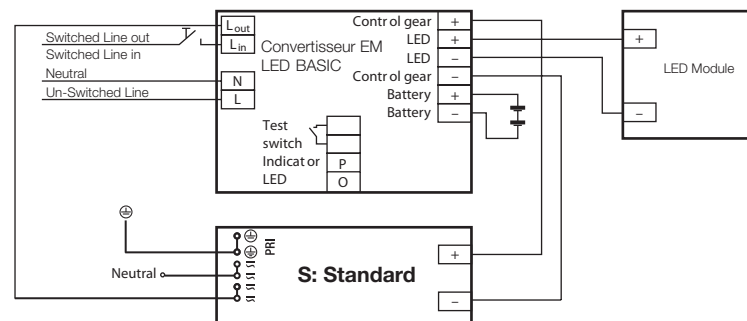 Switched Line out
Switched Line in
Neutral
Un-Switched Line
Lout
Lin
N
L
Convertisseur EM
LED BASIC
Control gear +
LED +
LED –
Control gear –
Battery +
Battery –
Test
switch
Indicator P
LED O
+
–
LED Module
PRI
Neutral
S: Standard
+
–